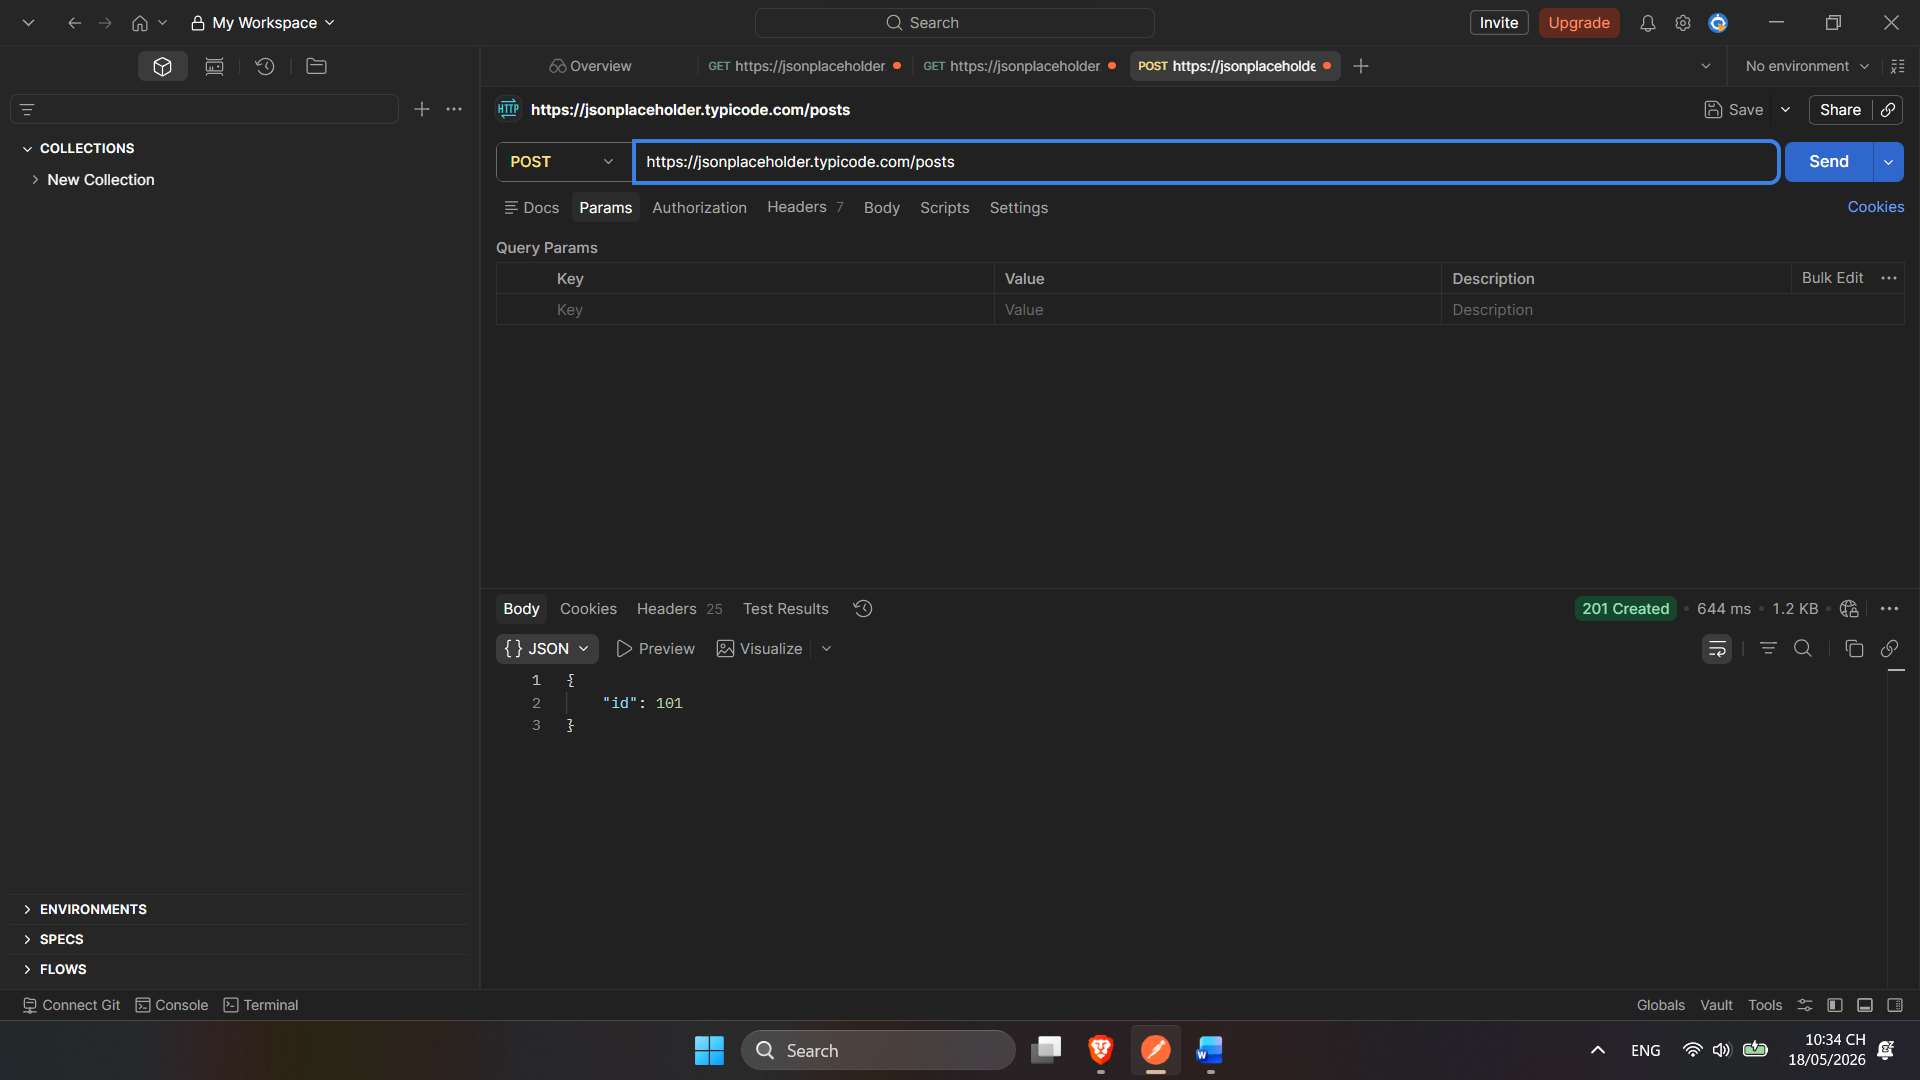 My Workspace
Search
Invite
Upgrade
Overview
GET https://jsonplaceholder.
GET https://jsonplaceholder.
POST https://jsonplaceholde
No environment
HTTP https://jsonplaceholder.typicode.com/posts
Save
Share
COLLECTIONS
New Collection
POST
https://jsonplaceholder.typicode.com/posts
Send
Docs
Params
Authorization
Headers 7
Body
Scripts
Settings
Cookies
Query Params
Key
Value
Description
Bulk Edit
Key
Value
Description
Body
Cookies
Headers 25
Test Results
201 Created
644 ms
1.2 KB
{} JSON
Preview
Visualize
1 {
2 "id": 101
3 }
ENVIRONMENTS
SPECS
FLOWS
Connect Git
Console
Terminal
Globals
Vault
Tools
Search
ENG
10:34 CH
18/05/2026